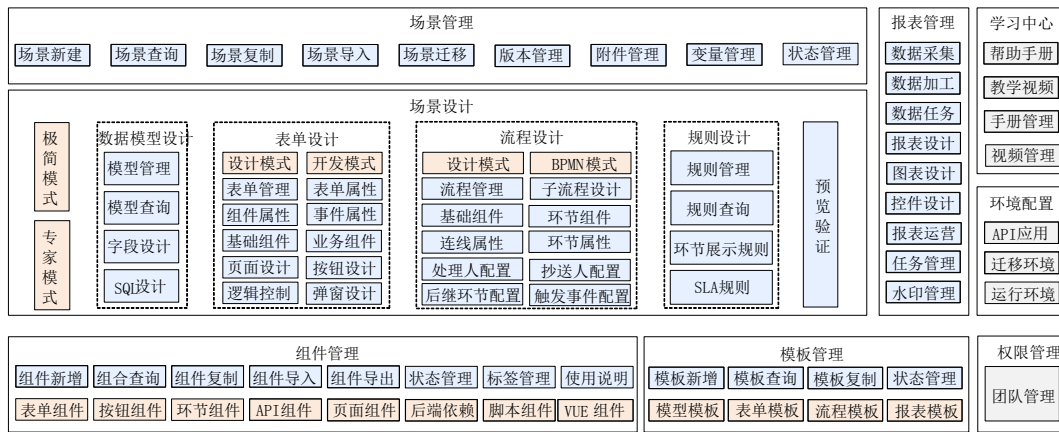 场景管理
场景新建 场景查询 场景复制 场景导入 场景迁移 版本管理 附件管理 变量管理 状态管理
场景设计
极简模式
专家模式
数据模型设计
模型管理
模型查询
字段设计
SQL设计
表单设计
设计模式 开发模式
表单管理 表单属性
组件属性 事件属性
基础组件 业务组件
页面设计 按钮设计
逻辑控制 弹窗设计
流程设计
设计模式 BPMN模式
流程管理 子流程设计
基础组件 环节组件
连线属性 环节属性
处理人配置 抄送人配置
后继环节配置 触发事件配置
规则设计
规则管理
规则查询
环节展示规则
SLA规则
预览验证
报表管理
数据采集
数据加工
数据任务
报表设计
图表设计
控件设计
报表运营
任务管理
水印管理
学习中心
帮助手册
教学视频
手册管理
视频管理
环境配置
API应用
迁移环境
运行环境
组件管理
组件新增 组合查询 组件复制 组件导入 组件导出 状态管理 标签管理 使用说明
表单组件 按钮组件 环节组件 API组件 页面组件 后端依赖 脚本组件 VUE 组件
模板管理
模板新增 模板查询 模板复制 状态管理
模型模板 表单模板 流程模板 报表模板
权限管理
团队管理